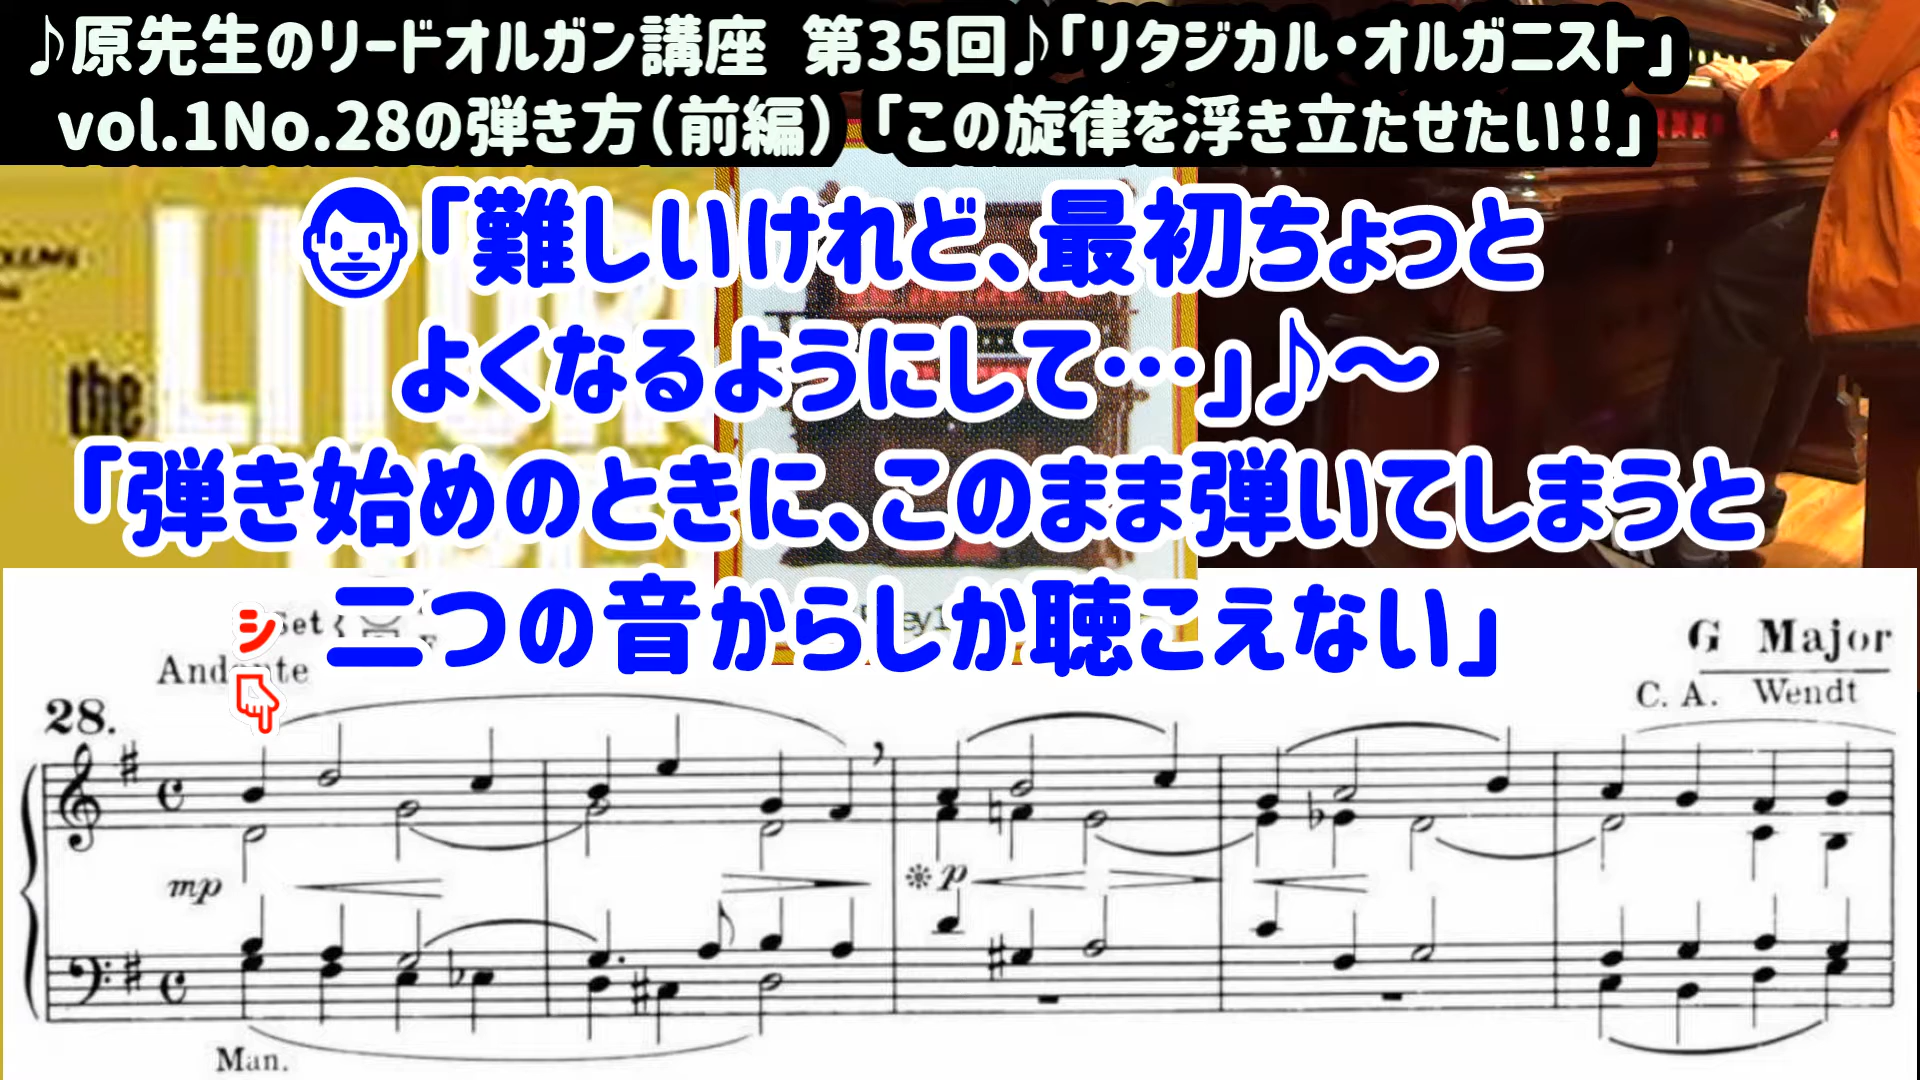 ♪原先生のリードオルガン講座 第35回♪「リタジカル・オルガニスト」
vol.1No.28の弾き方（前編）「この旋律を浮き立たせたい!!」
「難しいけれど、最初ちょっと
よくなるようにして…」♪～
the LITUR
「弾き始めのときに、このまま弾いてしまうと
二つの音からしか聴こえない」
シ
G Major
C. A. Wendt
28.
mp
p
Man.